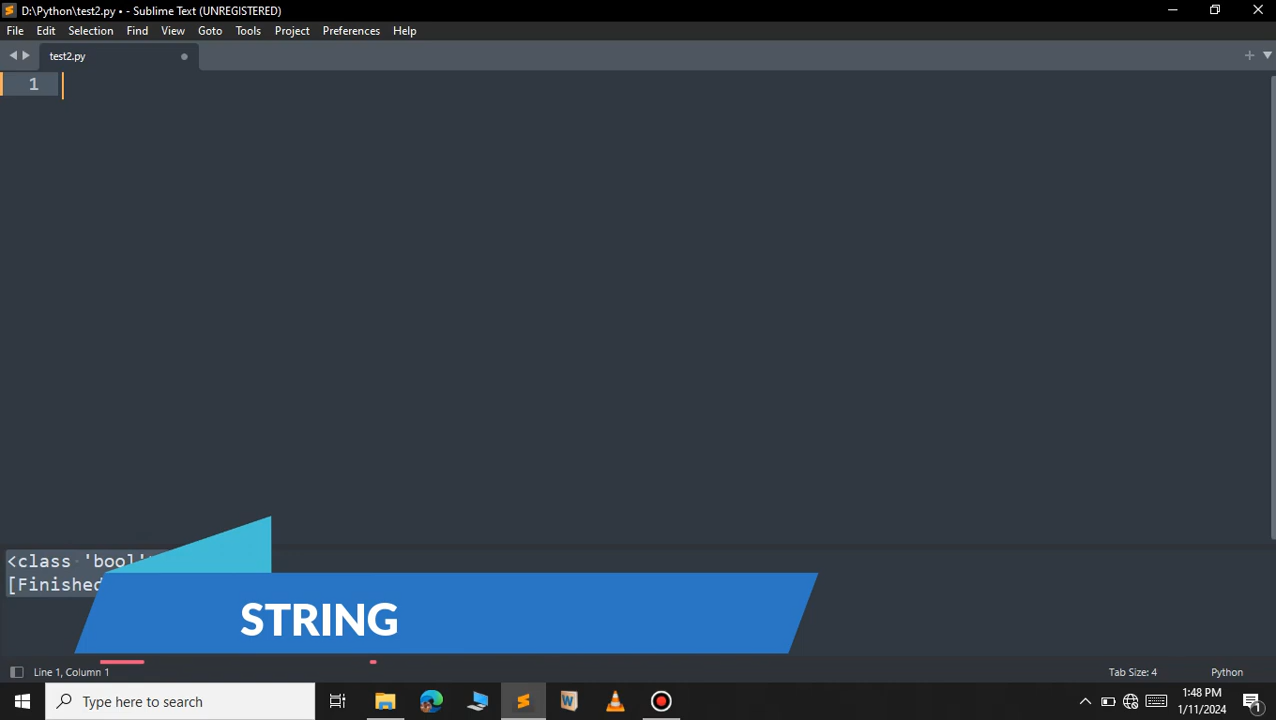 D:\Python\test2.py • - Sublime Text (UNREGISTERED)
File Edit Selection Find View Goto Tools Project Preferences Help
test2.py
1
<class 'bool'
[Finished
STRING
Line 1, Column 1
Tab Size: 4
Python
Type here to search
1:48 PM
1/11/2024
1